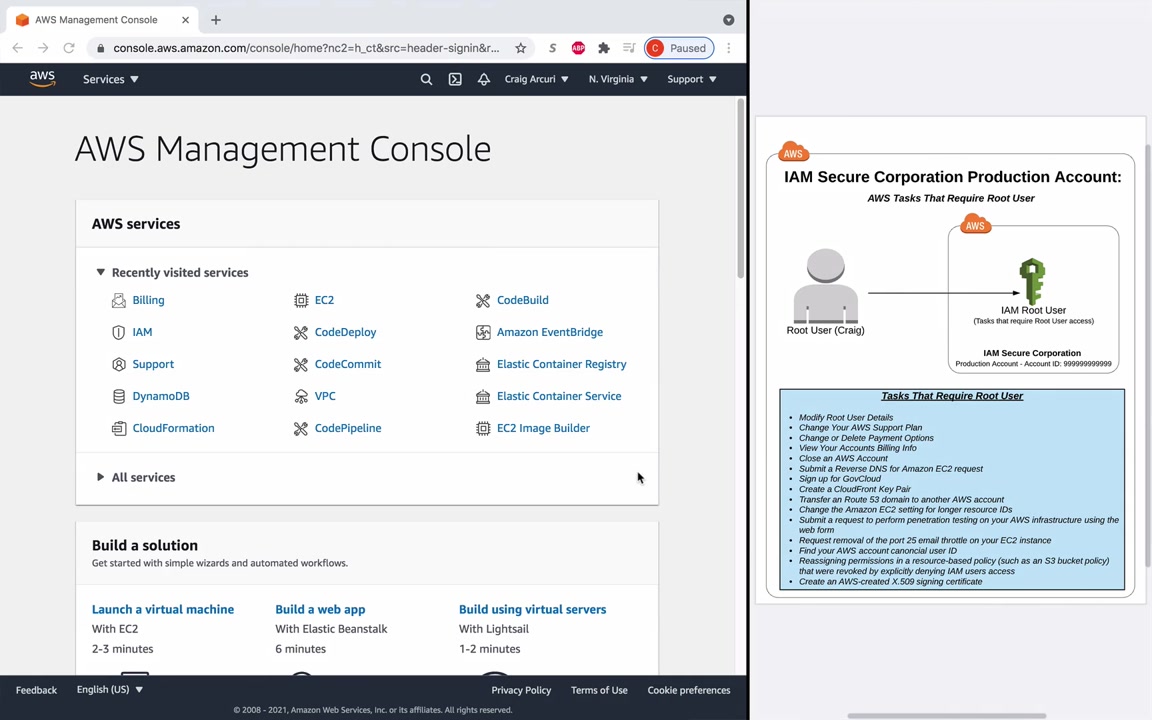 AWS Management Console
console.aws.amazon.com/console/home?nc2=h_ct&src=header-signin&r...
S
ABP
C Paused
aws
Services
Craig Arcuri
N. Virginia
Support
AWS Management Console
AWS services
Recently visited services
Billing
EC2
CodeBuild
IAM
CodeDeploy
Amazon EventBridge
Support
CodeCommit
Elastic Container Registry
DynamoDB
VPC
Elastic Container Service
CloudFormation
CodePipeline
EC2 Image Builder
All services
Build a solution
Get started with simple wizards and automated workflows.
Launch a virtual machine
Build a web app
Build using virtual servers
With EC2
With Elastic Beanstalk
With Lightsail
2-3 minutes
6 minutes
1-2 minutes
Feedback
English (US)
Privacy Policy
Terms of Use
Cookie preferences
© 2008 - 2021, Amazon Web Services, Inc. or its affiliates. All rights reserved.
AWS
IAM Secure Corporation Production Account:
AWS Tasks That Require Root User
AWS
Root User (Craig)
IAM Root User
(Tasks that require Root User access)
IAM Secure Corporation
Production Account - Account ID: 999999999999
Tasks That Require Root User
• Modify Root User Details
• Change Your AWS Support Plan
• Change or Delete Payment Options
• View Your Accounts Billing Info
• Close an AWS Account
• Submit a Reverse DNS for Amazon EC2 request
• Sign up for GovCloud
• Create a CloudFront Key Pair
• Transfer an Route 53 domain to another AWS account
• Change the Amazon EC2 setting for longer resource IDs
• Submit a request to perform penetration testing on your AWS infrastructure using the
web form
• Request removal of the port 25 email throttle on your EC2 instance
• Find your AWS account canoncial user ID
• Reassigning permissions in a resource-based policy (such as an S3 bucket policy)
that were revoked by explicitly denying IAM users access
• Create an AWS-created X.509 signing certificate